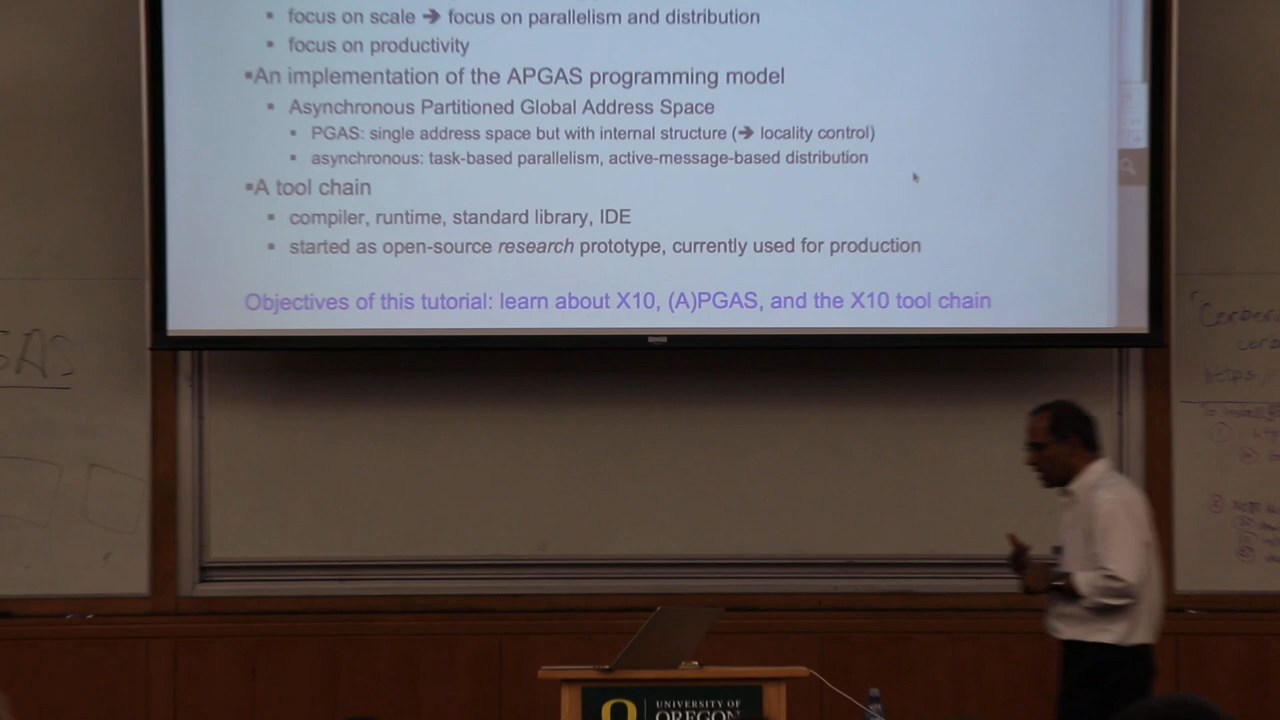 ▪ focus on scale ➔ focus on parallelism and distribution
▪ focus on productivity
▪An implementation of the APGAS programming model
▪ Asynchronous Partitioned Global Address Space
▪ PGAS: single address space but with internal structure (➔ locality control)
▪ asynchronous: task-based parallelism, active-message-based distribution
▪A tool chain
▪ compiler, runtime, standard library, IDE
▪ started as open-source research prototype, currently used for production
Objectives of this tutorial: learn about X10, (A)PGAS, and the X10 tool chain
GAS
https:/
UNIVERSITY OF
OREGON